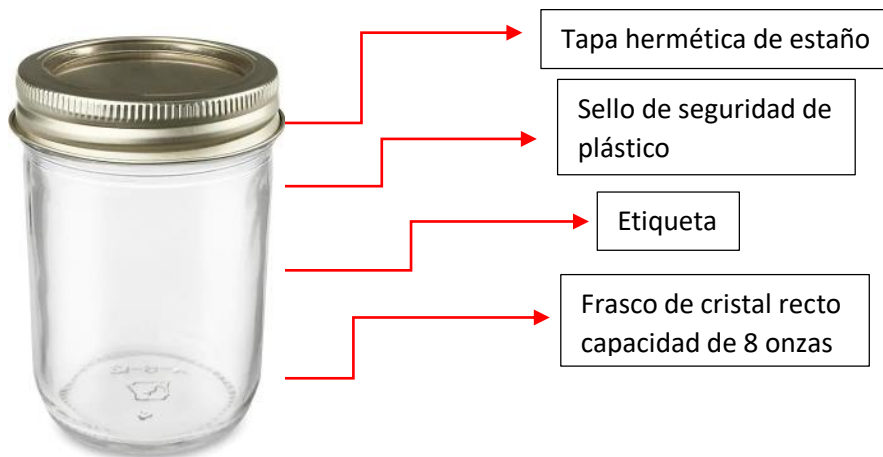 Tapa hermética de estaño
Sello de seguridad de
plástico
Etiqueta
Frasco de cristal recto
capacidad de 8 onzas